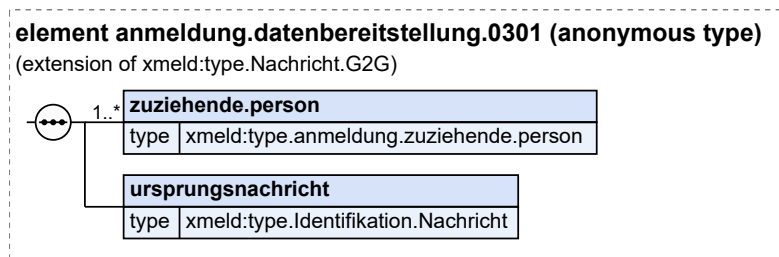 element anmeldung.datenbereitstellung.0301 (anonymous type)
(extension of xmeld:type.Nachricht.G2G)
1..* zuziehende.person
type xmeld:type.anmeldung.zuziehende.person
ursprungsnachricht
type xmeld:type.Identifikation.Nachricht